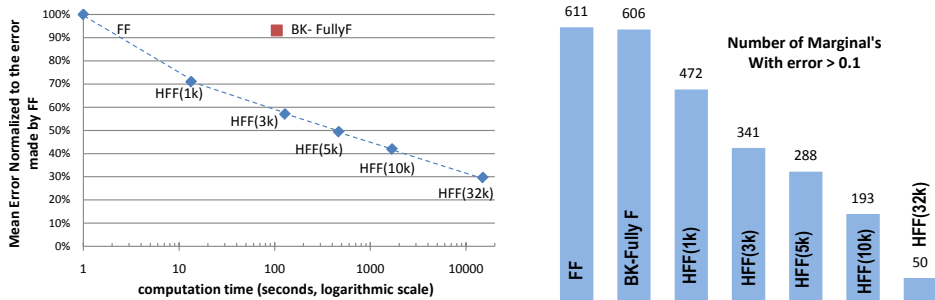 Mean Error Normalized to the error
made by FF
100%
90%
80%
70%
60%
50%
40%
30%
20%
10%
0%
FF
BK- FullyF
HFF(1k)
HFF(3k)
HFF(5k)
HFF(10k)
HFF(32k)
1
10
100
1000
10000
computation time (seconds, logarithmic scale)
Number of Marginal's
With error > 0.1
611
606
472
341
288
193
50
FF
BK-Fully F
HFF(1k)
HFF(3k)
HFF(5k)
HFF(10k)
HFF(32k)